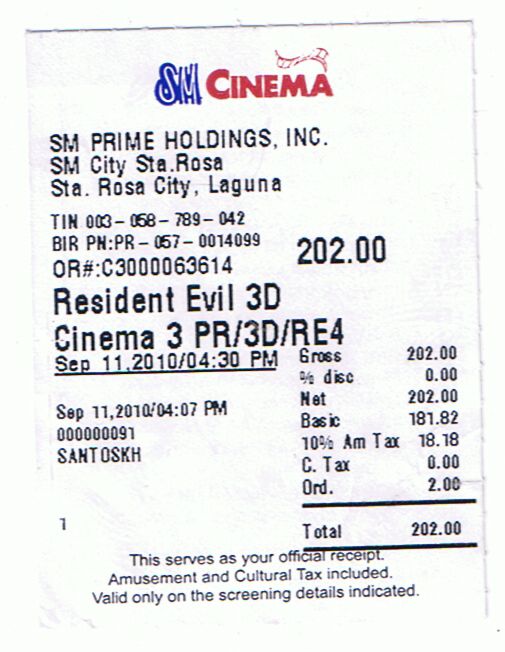 SM CINEMA
SM PRIME HOLDINGS, INC.
SM City Sta.Rosa
Sta. Rosa City, Laguna
TIN 003-058-789-042
BIR PN:PR-057-0014099
202.00
OR#:C3000063614
Resident Evil 3D
Cinema 3 PR/3D/RE4
Sep 11,2010/04:30 PM
Gross 202.00
% disc 0.00
Net 202.00
Sep 11,2010/04:07 PM
Basic 181.82
000000091
10% Am Tax 18.18
SANTOSKH
C. Tax 0.00
Ord. 2.00
1
Total 202.00
This serves as your official receipt.
Amusement and Cultural Tax included.
Valid only on the screening details indicated.